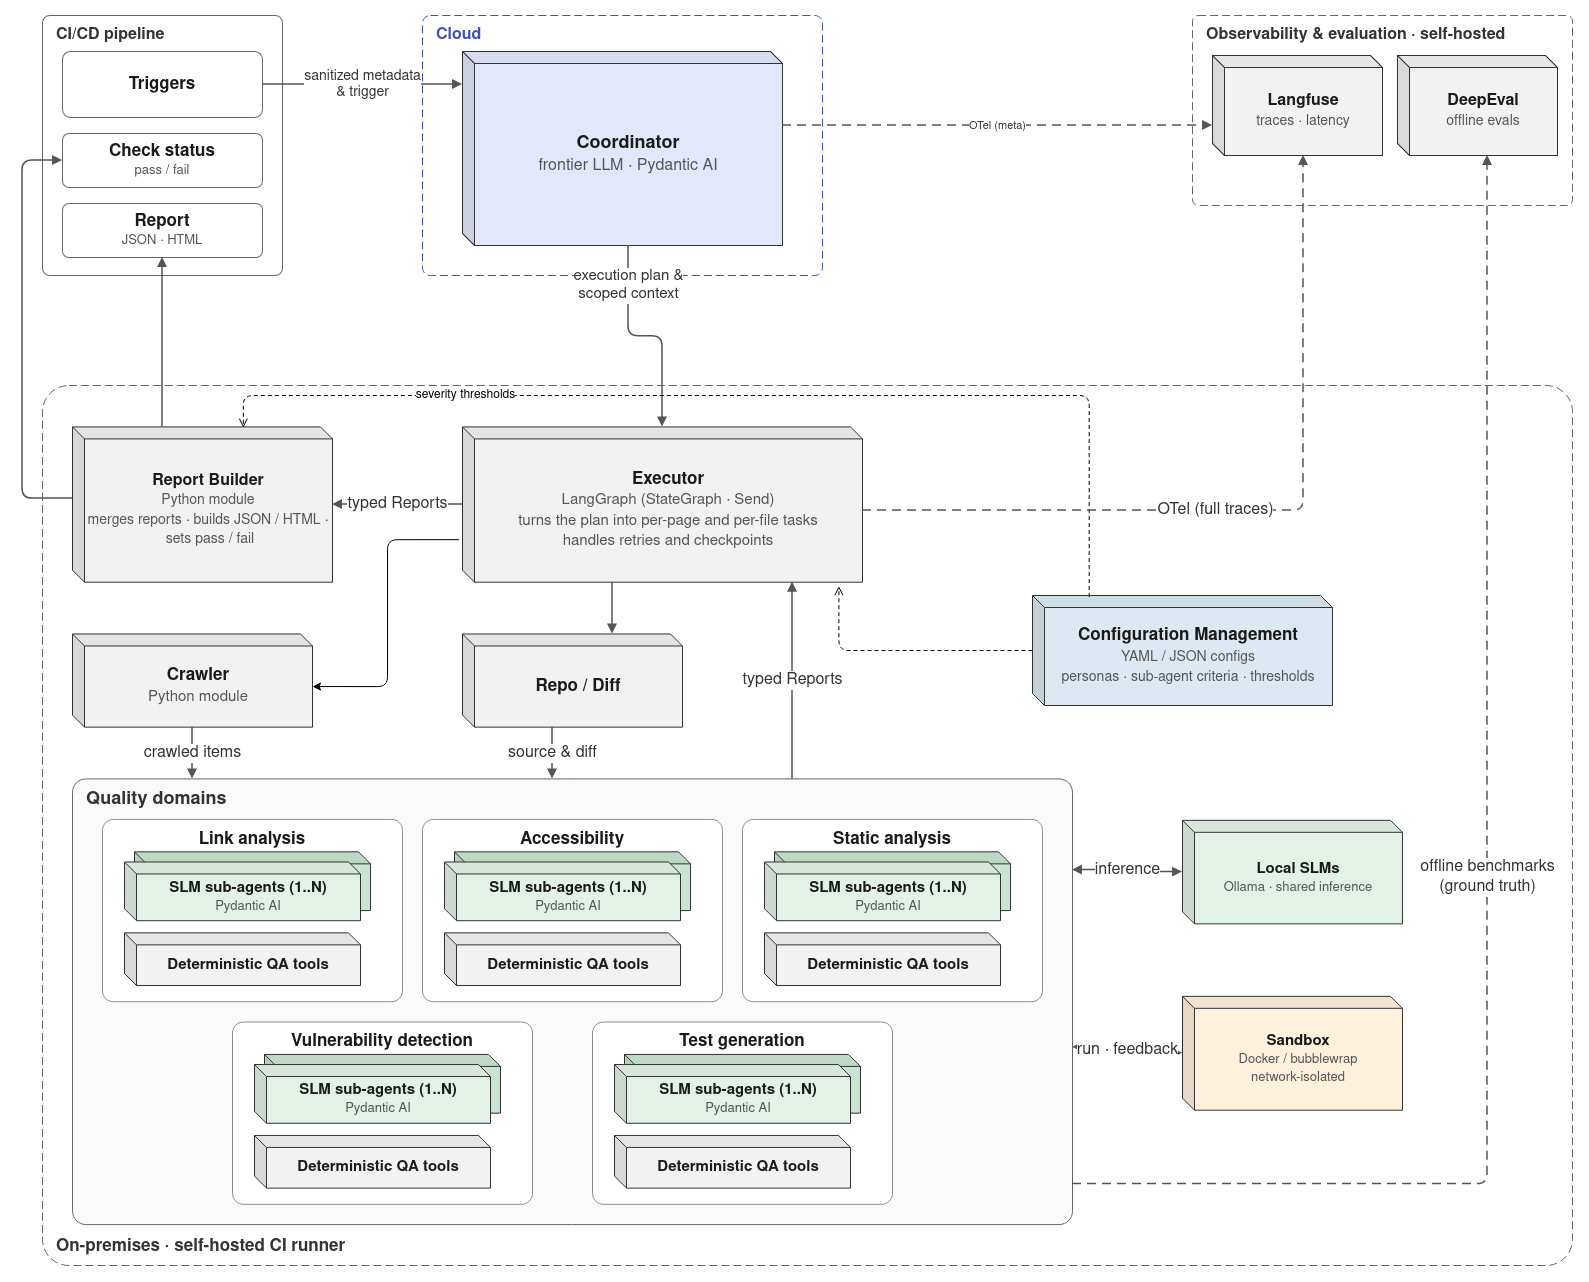 CI/CD pipeline
Triggers
Check status
pass / fail
Report
JSON · HTML
sanitized metadata
& trigger
Cloud
Coordinator
frontier LLM · Pydantic AI
OTel (meta)
Observability & evaluation · self-hosted
Langfuse
traces · latency
DeepEval
offline evals
execution plan &
scoped context
severity thresholds
Report Builder
Python module
merges reports · builds JSON / HTML ·
sets pass / fail
typed Reports
Executor
LangGraph (StateGraph · Send)
turns the plan into per-page and per-file tasks
handles retries and checkpoints
OTel (full traces)
Configuration Management
YAML / JSON configs
personas · sub-agent criteria · thresholds
Crawler
Python module
Repo / Diff
typed Reports
crawled items
source & diff
Quality domains
Link analysis
SLM sub-agents (1..N)
Pydantic AI
Deterministic QA tools
Accessibility
SLM sub-agents (1..N)
Pydantic AI
Deterministic QA tools
Static analysis
SLM sub-agents (1..N)
Pydantic AI
Deterministic QA tools
Vulnerability detection
SLM sub-agents (1..N)
Pydantic AI
Deterministic QA tools
Test generation
SLM sub-agents (1..N)
Pydantic AI
Deterministic QA tools
inference
Local SLMs
Ollama · shared inference
offline benchmarks
(ground truth)
run · feedback
Sandbox
Docker / bubblewrap
network-isolated
On-premises · self-hosted CI runner